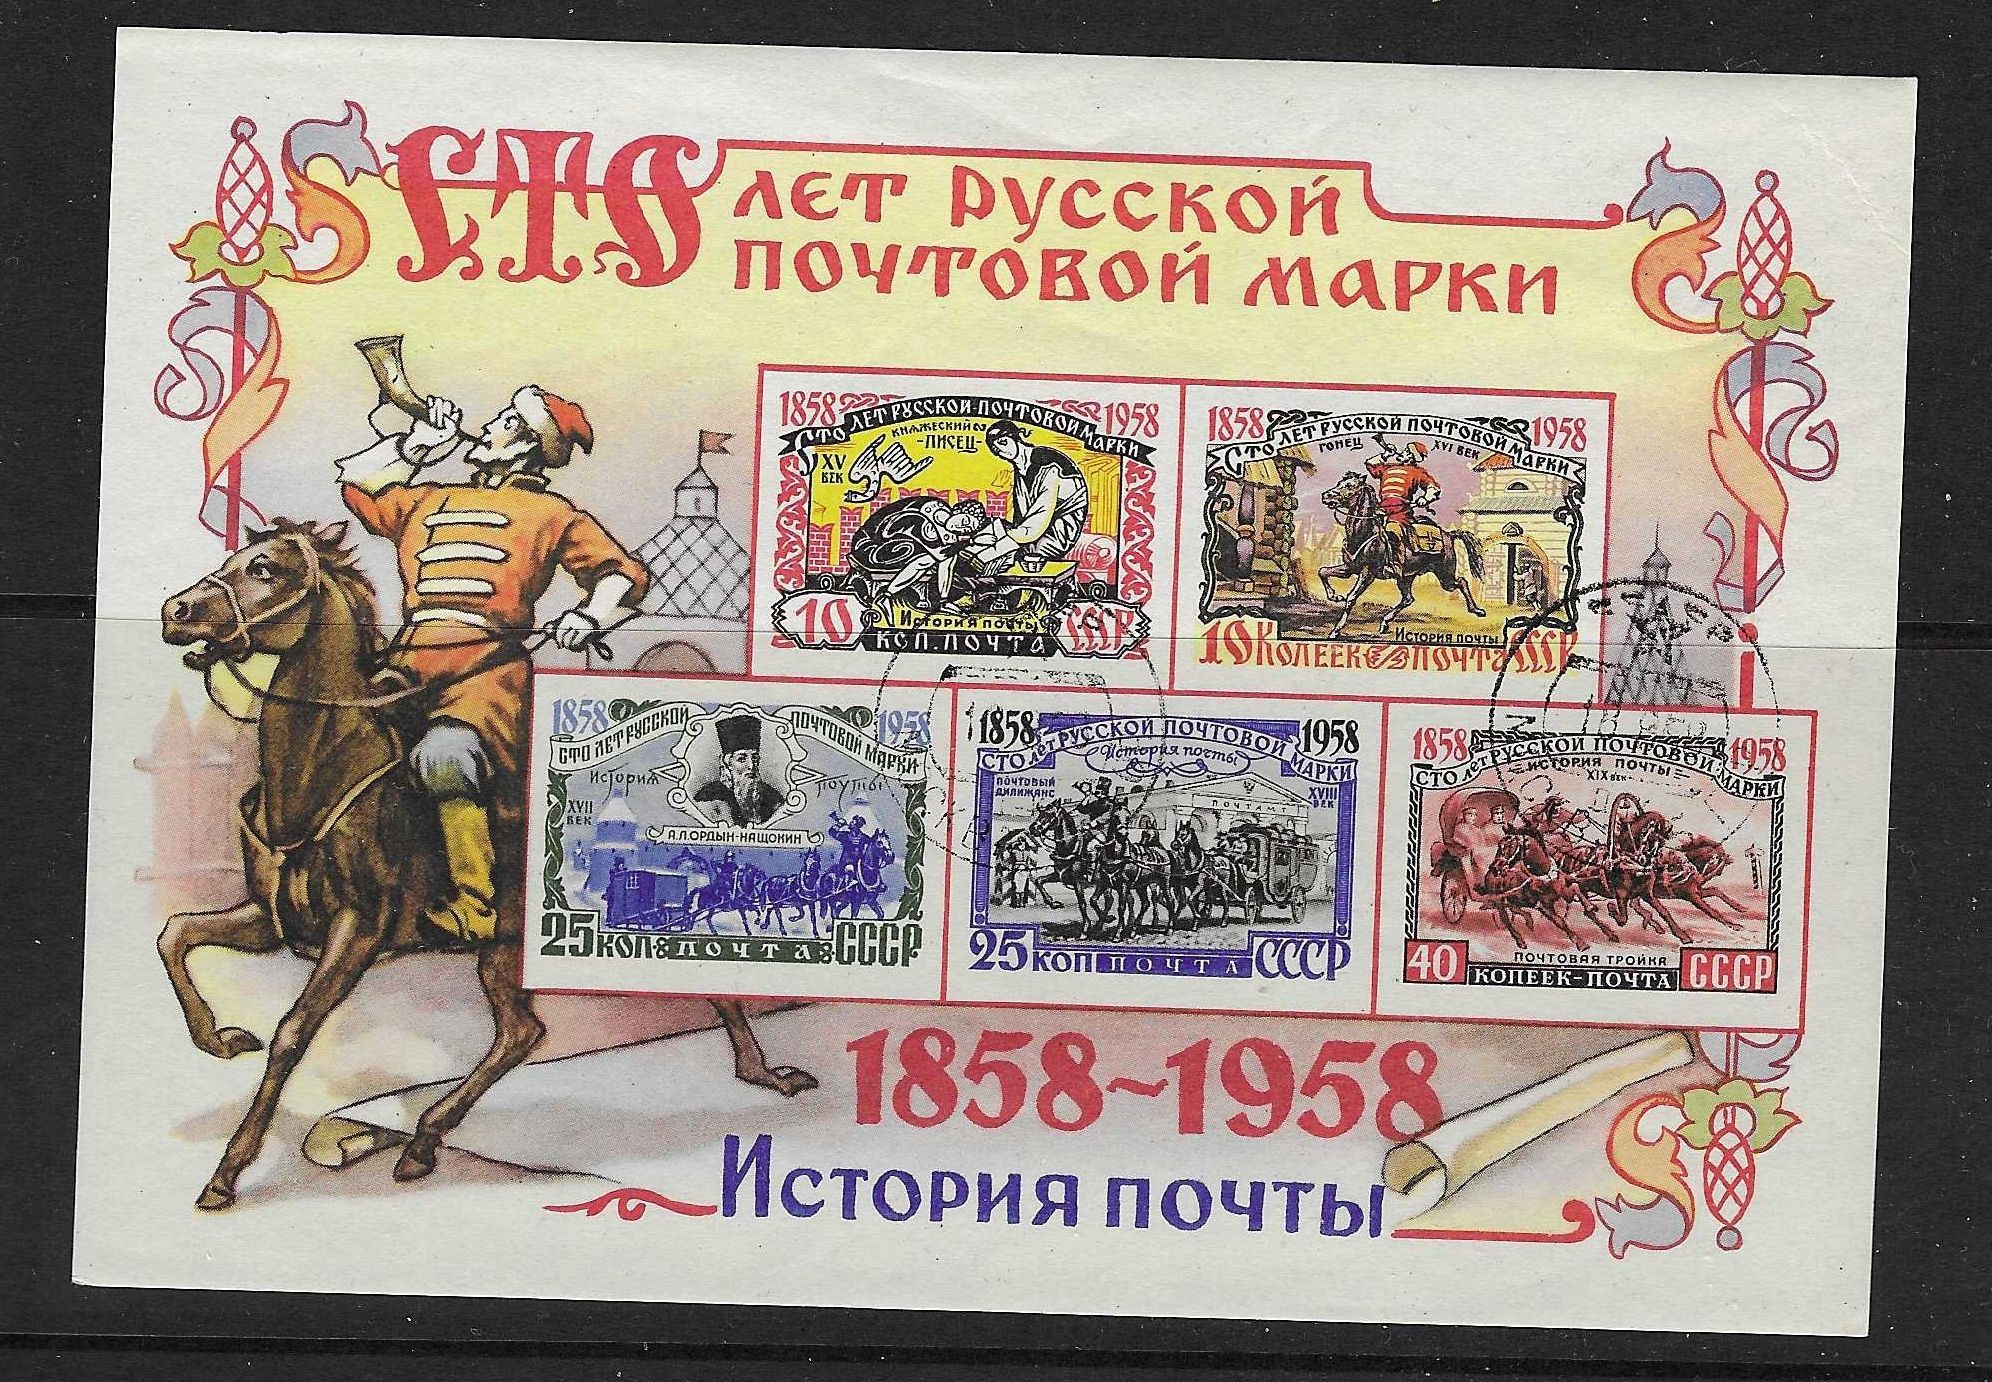 СТО ЛЕТ РУССКОЙ
ПОЧТОВОЙ МАРКИ
1858 1958
СТО ЛЕТ РУССКОЙ ПОЧТОВОЙ МАРКИ
КНЯЖЕСКИЙ
-ПИСЕЦ-
XV
ВЕК
ИСТОРИЯ ПОЧТЫ
10 КОП. ПОЧТА СССР
1858 1958
СТО ЛЕТ РУССКОЙ ПОЧТОВОЙ МАРКИ
ГОНЕЦ XVI ВЕК
ИСТОРИЯ ПОЧТЫ
10 КОПЕЕК ПОЧТА СССР
1858 1958
СТО ЛЕТ РУССКОЙ ПОЧТОВОЙ МАРКИ
ИСТОРИЯ ПОЧТЫ
XVII
ВЕК
А.Л.ОРДЫН-НАЩОКИН
25 КОП ПОЧТА СССР
1858 1958
СТО ЛЕТ РУССКОЙ ПОЧТОВОЙ МАРКИ
История почты
ПОЧТОВЫЙ
ДИЛИЖАНС
XVIII
ВЕК
ПОЧТАМТ
25 КОП ПОЧТА СССР
1858 1958
СТО ЛЕТ РУССКОЙ ПОЧТОВОЙ МАРКИ
ИСТОРИЯ ПОЧТЫ
XIX ВЕК
ПОЧТОВАЯ ТРОЙКА
40 КОПЕЕК-ПОЧТА СССР
1858~1958
ИСТОРИЯ ПОЧТЫ